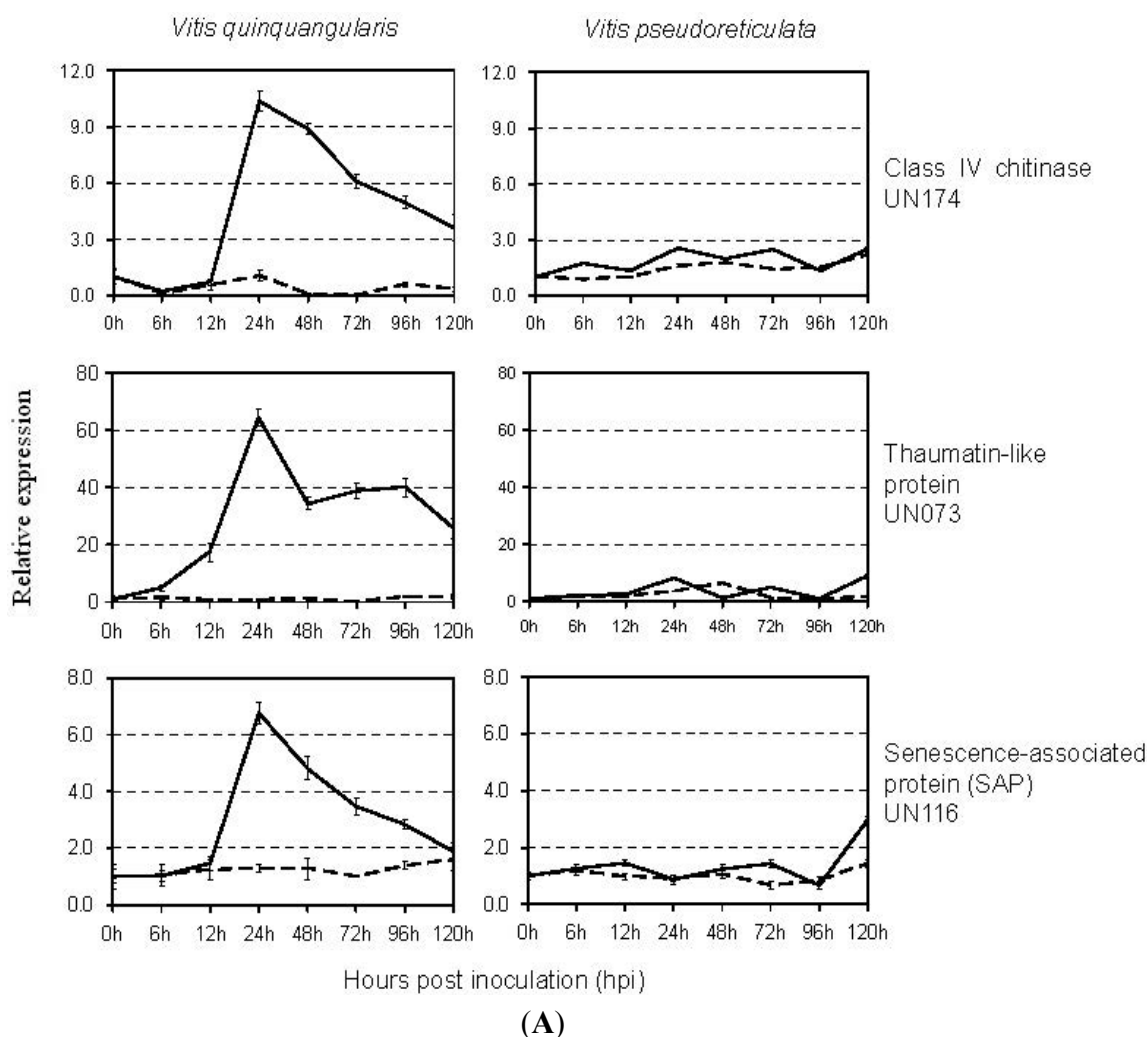 Vitis quinquangularis
Vitis pseudoreticulata
12.0
9.0
6.0
3.0
0.0
0h 6h 12h 24h 48h 72h 96h 120h
12.0
9.0
6.0
3.0
0.0
0h 6h 12h 24h 48h 72h 96h 120h
Class IV chitinase
UN174
Relative expression
80
60
40
20
0
0h 6h 12h 24h 48h 72h 96h 120h
80
60
40
20
0
0h 6h 12h 24h 48h 72h 96h 120h
Thaumatin-like
protein
UN073
8.0
6.0
4.0
2.0
0.0
0h 6h 12h 24h 48h 72h 96h 120h
8.0
6.0
4.0
2.0
0.0
0h 6h 12h 24h 48h 72h 96h 120h
Senescence-associated
protein (SAP)
UN116
Hours post inoculation (hpi)
(A)